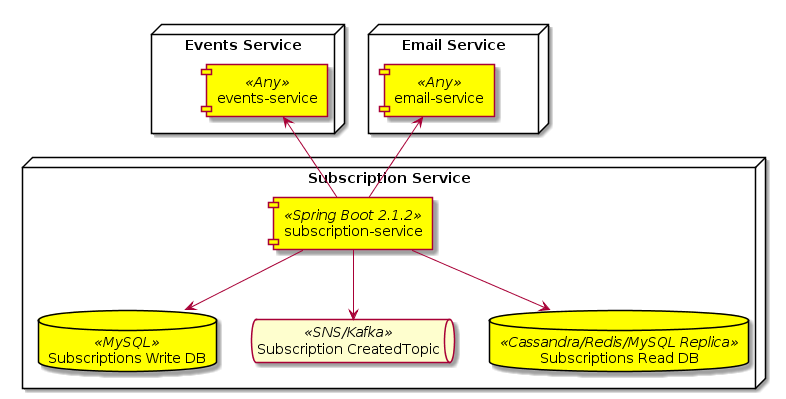 Events Service
Email Service
«Any»
events-service
«Any»
email-service
Subscription Service
«Spring Boot 2.1.2»
subscription-service
«MySQL»
Subscriptions Write DB
«SNS/Kafka»
Subscription CreatedTopic
«Cassandra/Redis/MySQL Replica»
Subscriptions Read DB